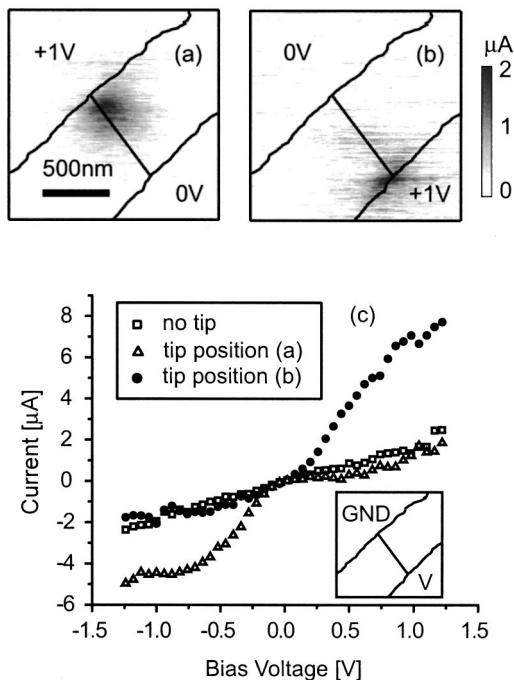 +1V
(a)
500nm
0V
0V
(b)
+1V
µA
2
1
0
(c)
no tip
tip position (a)
tip position (b)
GND
V
8
6
4
2
0
-2
-4
-6
Current [µA]
-1.5 -1.0 -0.5 0.0 0.5 1.0 1.5
Bias Voltage [V]